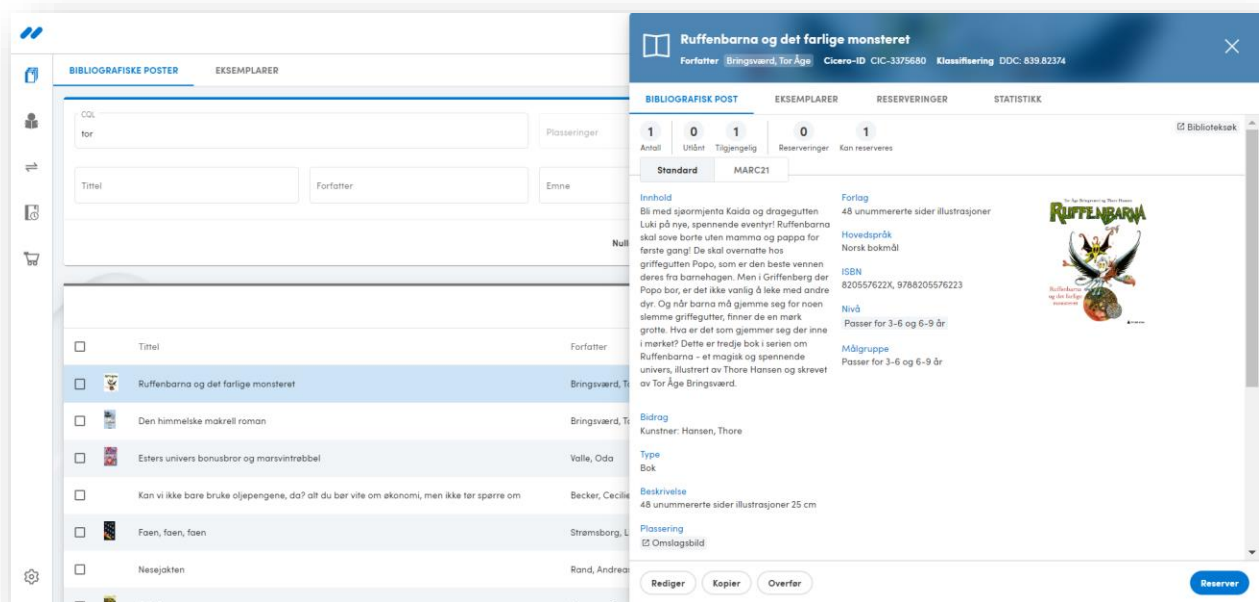 BIBLIOGRAFISKE POSTER
EKSEMPLARER
CQL
tor
Plasseringer
Tittel
Forfatter
Emne
Tittel
Forfatter
Ruffenbarna og det farlige monsteret
Bringsværd,
Den himmelske makrell roman
Bringsværd,
Esters univers bonusbror og marsvintrøbbel
Valle, Oda
Kan vi ikke bare bruke oljepengene, da? alt du bør vite om økonomi, men ikke tør spørre om
Becker,
Faen, faen, faen
Strømsborg,
Nesejakten
Rand,
Ruffenbarna og det farlige monsteret
Forfatter Bringsværd, Tor Åge Cicero-ID CIC-3375680 Klassifisering DDC: 839.82374
BIBLIOGRAFISK POST
EKSEMPLARER
RESERVERINGER
STATISTIKK
1 0 1 0 1
Antall Utlånt Tilgjengelig Reserveringer Kan reserveres
Biblioteksøk
Standard MARC21
Innhold
Bli med sjøormjenta Kaida og dragegutten
Luki på nye, spennende eventyr! Ruffenbarna
skal sove borte uten mamma og pappa for
første gang! De skal overnatte hos
griffegutten Popo, som er den beste vennen
deres fra barnehagen. Men i Griffenberg der
Popo bor, er det ikke vanlig å leke med andre
dyr. Og når barna må gjemme seg for noen
slemme griffegutter, finner de en mørk
grotte. Hva er det som gjemmer seg der inne
i mørket? Dette er tredje bok i serien om
Ruffenbarna - et magisk og spennende
univers, illustrert av Thore Hansen og skrevet
av Tor Åge Bringsværd.
Bidrag
Kunstner: Hansen, Thore
Type
Bok
Beskrivelse
48 unummererte sider illustrasjoner 25 cm
Plassering
Omslagsbild
Forlag
48 unummererte sider illustrasjoner
Hovedspråk
Norsk bokmål
ISBN
820557622X, 9788205576223
Nivå
Passer for 3-6 og 6-9 år
Målgruppe
Passer for 3-6 og 6-9 år
RUFFENBARNA
Ruffenbarna
og det farlige
monsteret
Rediger
Kopier
Overfør
Reserver